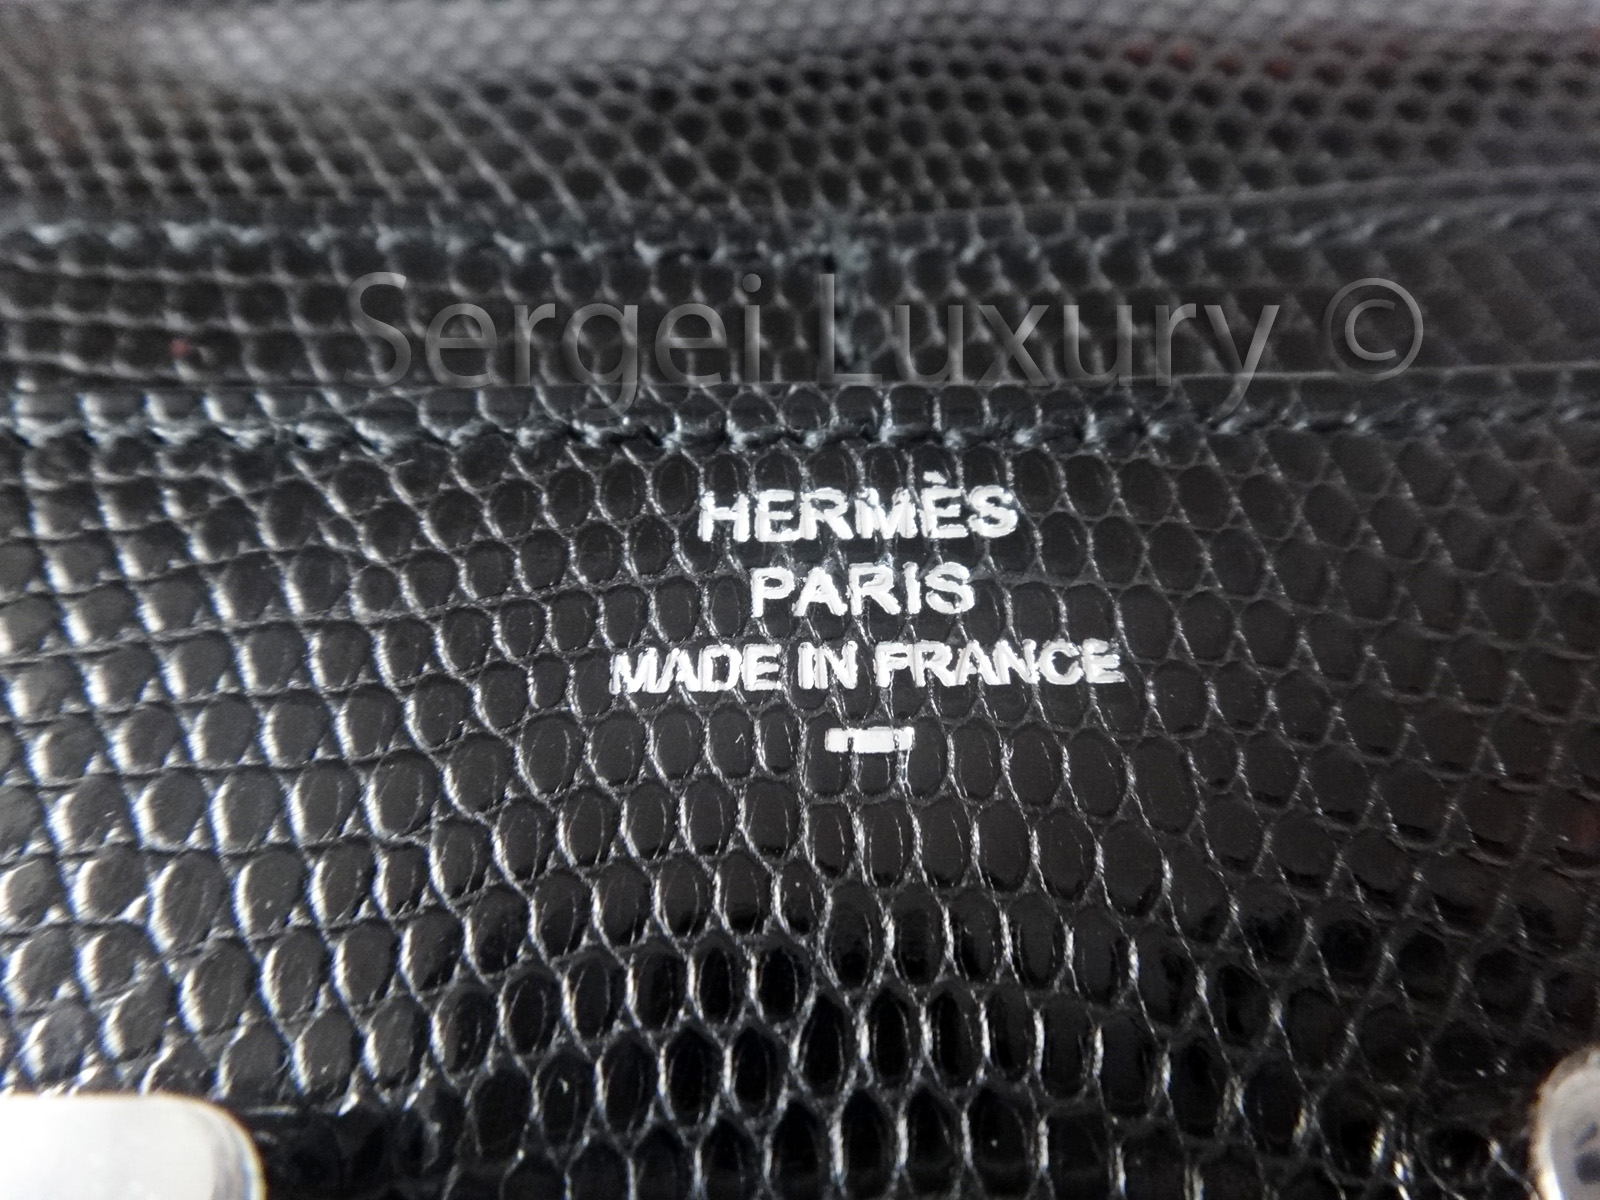 Sergei Luxury ©
HERMÈS
PARIS
MADE IN FRANCE
-